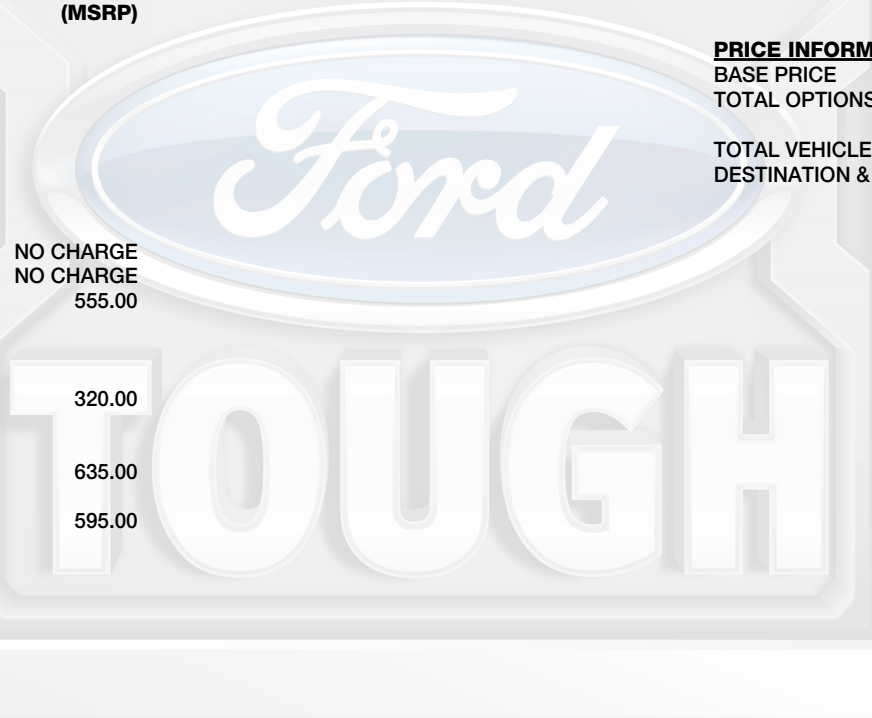 (MSRP)
NO CHARGE
NO CHARGE
555.00
320.00
635.00
595.00
PRICE INFORM
BASE PRICE
TOTAL OPTIONS
TOTAL VEHICLE
DESTINATION &
Ford
TOUGH